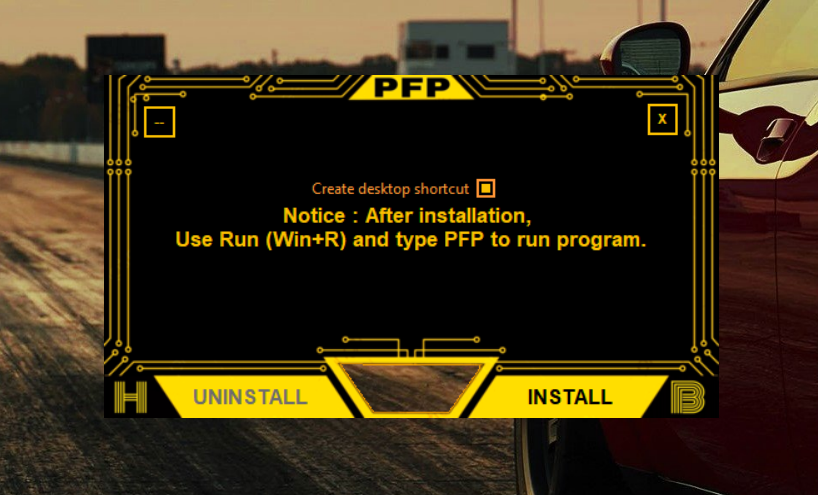 PFP
--
X
Create desktop shortcut
Notice : After installation,
Use Run (Win+R) and type PFP to run program.
H
UNINSTALL
INSTALL
B